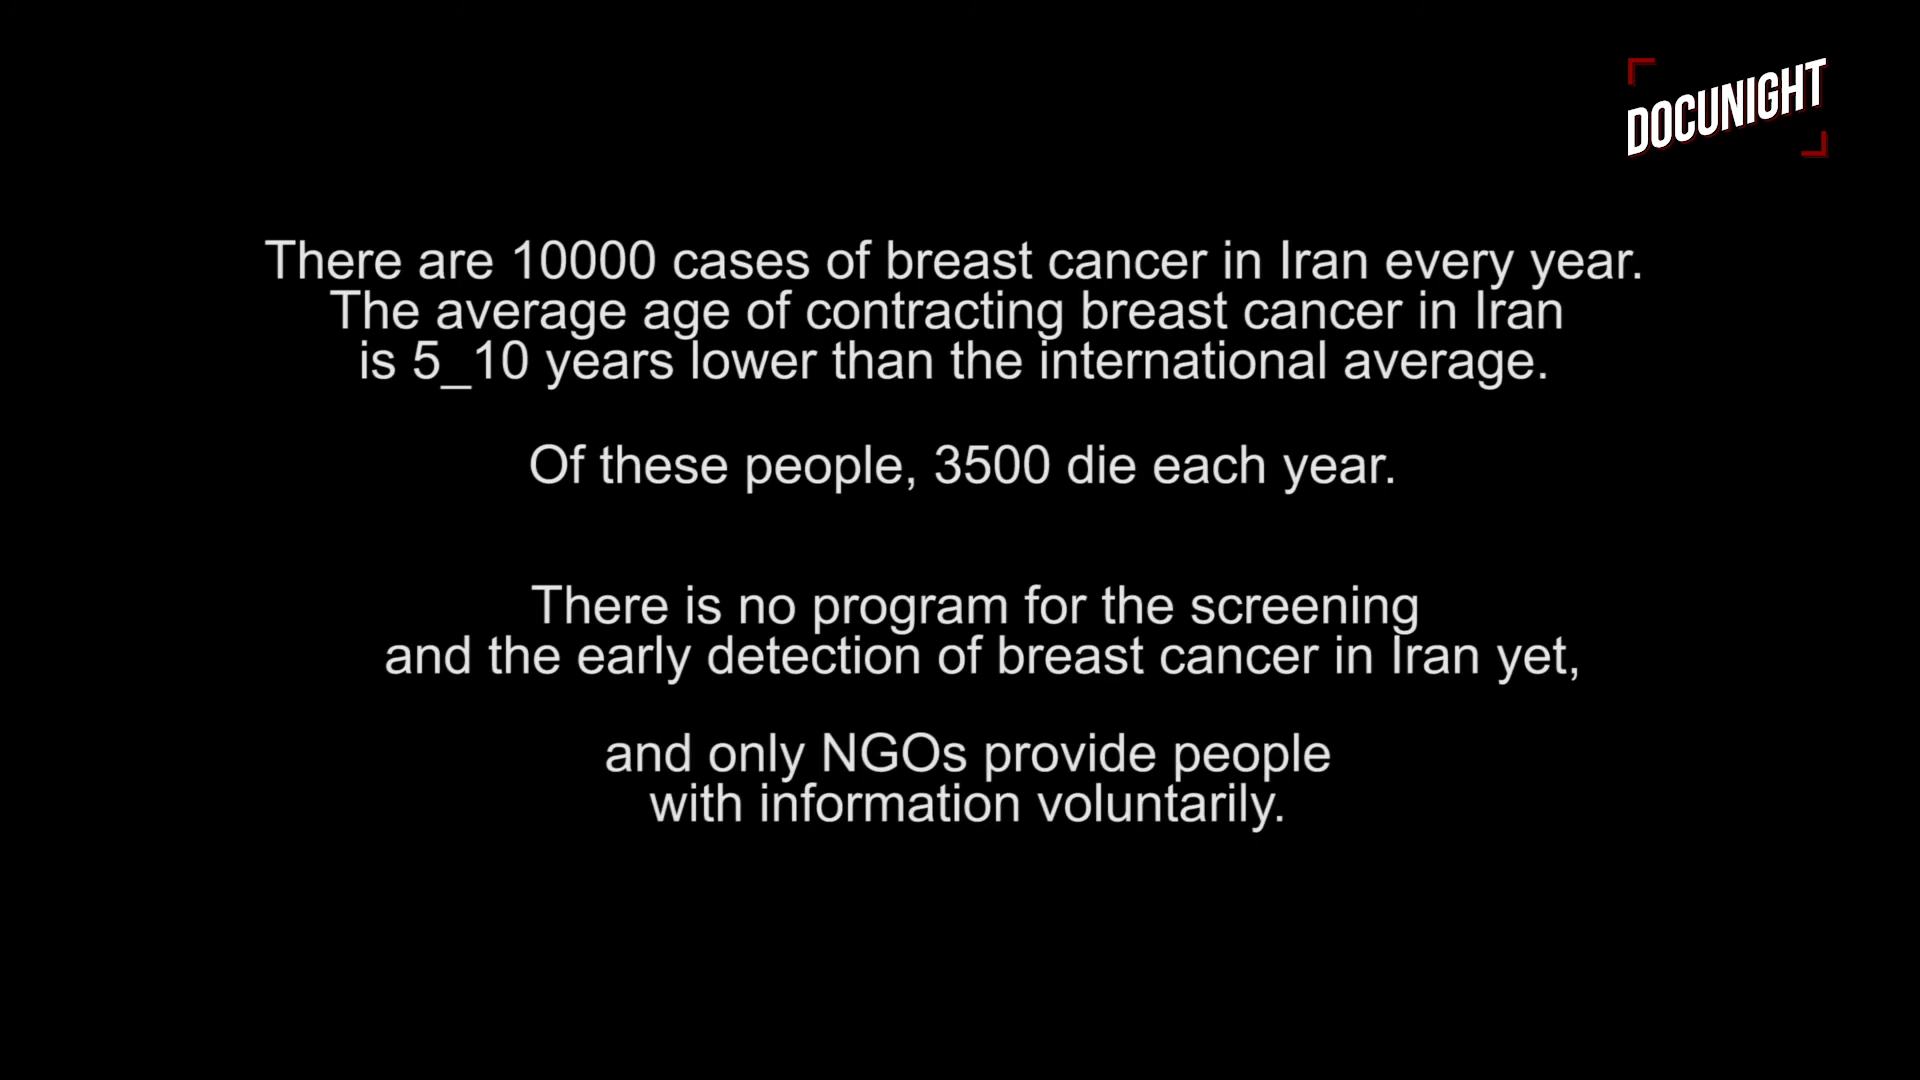 DOCUNIGHT
There are 10000 cases of breast cancer in Iran every year.
The average age of contracting breast cancer in Iran
is 5_10 years lower than the international average.
Of these people, 3500 die each year.
There is no program for the screening
and the early detection of breast cancer in Iran yet,
and only NGOs provide people
with information voluntarily.